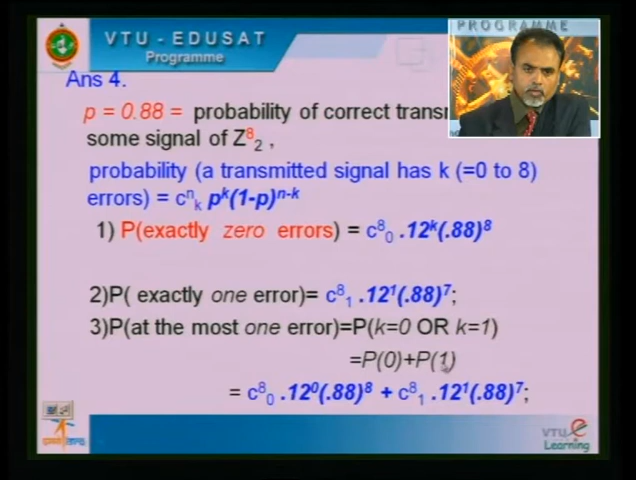 PROGRAMME
VTU - EDUSAT
Programme
Ans 4.
p = 0.88 = probability of correct transm
some signal of Z⁸₂ ,
probability (a transmitted signal has k (=0 to 8)
errors) = cⁿₖ pᵏ(1-p)ⁿ⁻ᵏ
1) P(exactly zero errors) = c⁸₀ .12ᵏ(.88)⁸
2)P( exactly one error)= c⁸₁ .12¹(.88)⁷;
3)P(at the most one error)=P(k=0 OR k=1)
=P(0)+P(1)
= c⁸₀ .12⁰(.88)⁸ + c⁸₁ .12¹(.88)⁷;
VTU e
Learning